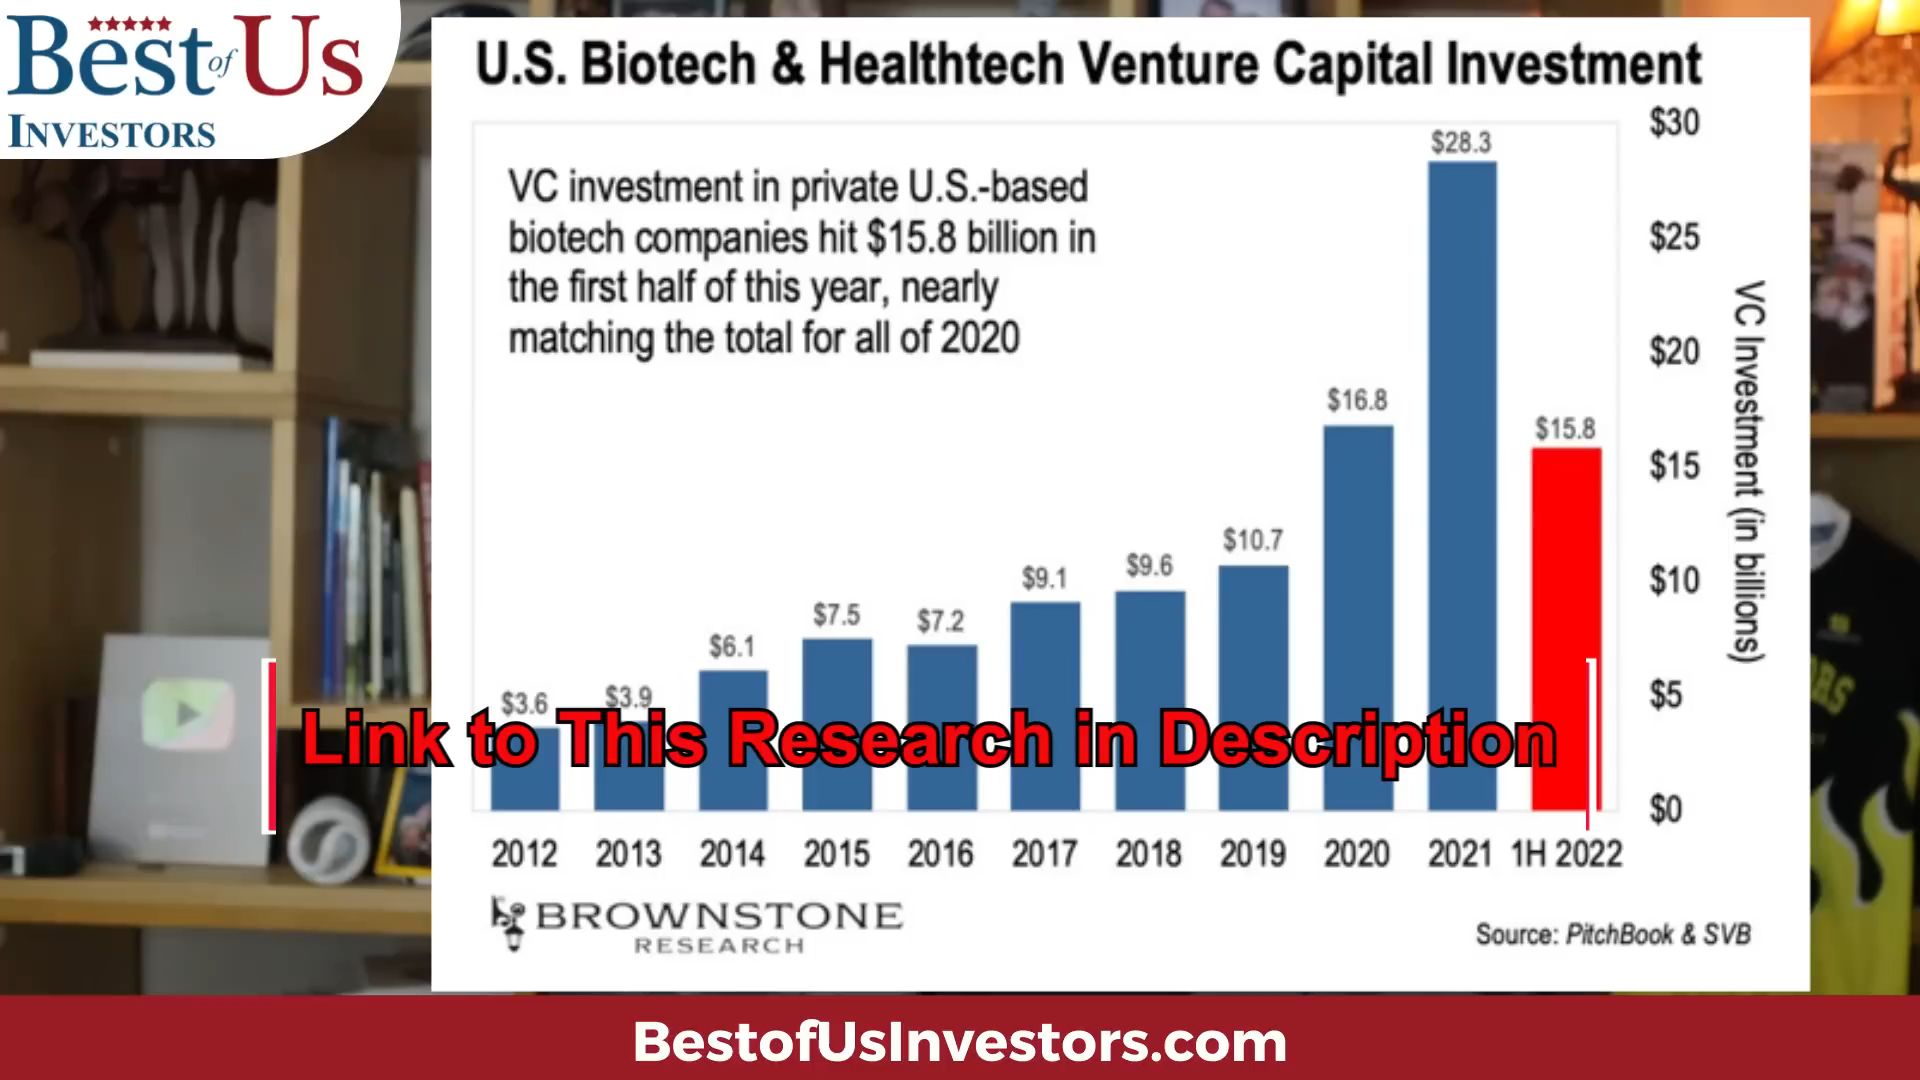 Best of Us
INVESTORS
U.S. Biotech & Healthtech Venture Capital Investment
VC investment in private U.S.-based
biotech companies hit $15.8 billion in
the first half of this year, nearly
matching the total for all of 2020
$3.6
$3.9
$6.1
$7.5
$7.2
$9.1
$9.6
$10.7
$16.8
$28.3
$15.8
$30
$25
$20
$15
$10
$5
$0
VC Investment (in billions)
Link to This Research in Description
2012 2013 2014 2015 2016 2017 2018 2019 2020 2021 1H 2022
BROWNSTONE
RESEARCH
Source: PitchBook & SVB
BestofUsInvestors.com